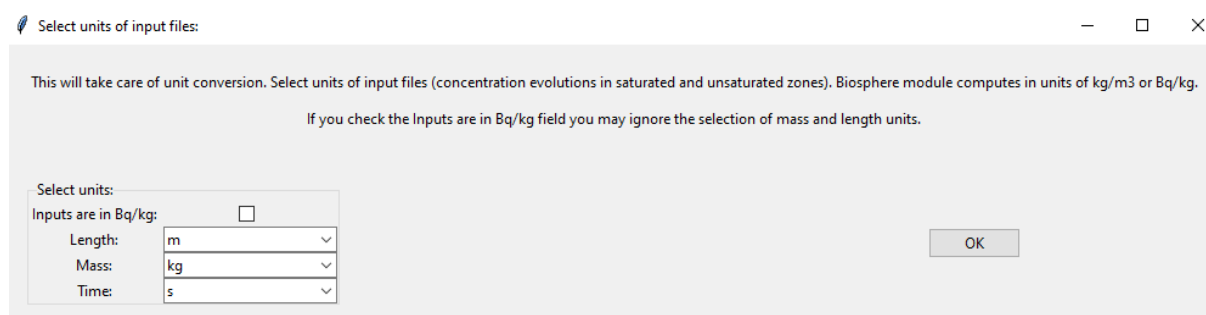 Select units of input files:
This will take care of unit conversion. Select units of input files (concentration evolutions in saturated and unsaturated zones). Biosphere module computes in units of kg/m3 or Bq/kg.
If you check the Inputs are in Bq/kg field you may ignore the selection of mass and length units.
Select units:
Inputs are in Bq/kg:
Length: m
Mass: kg
Time: s
OK